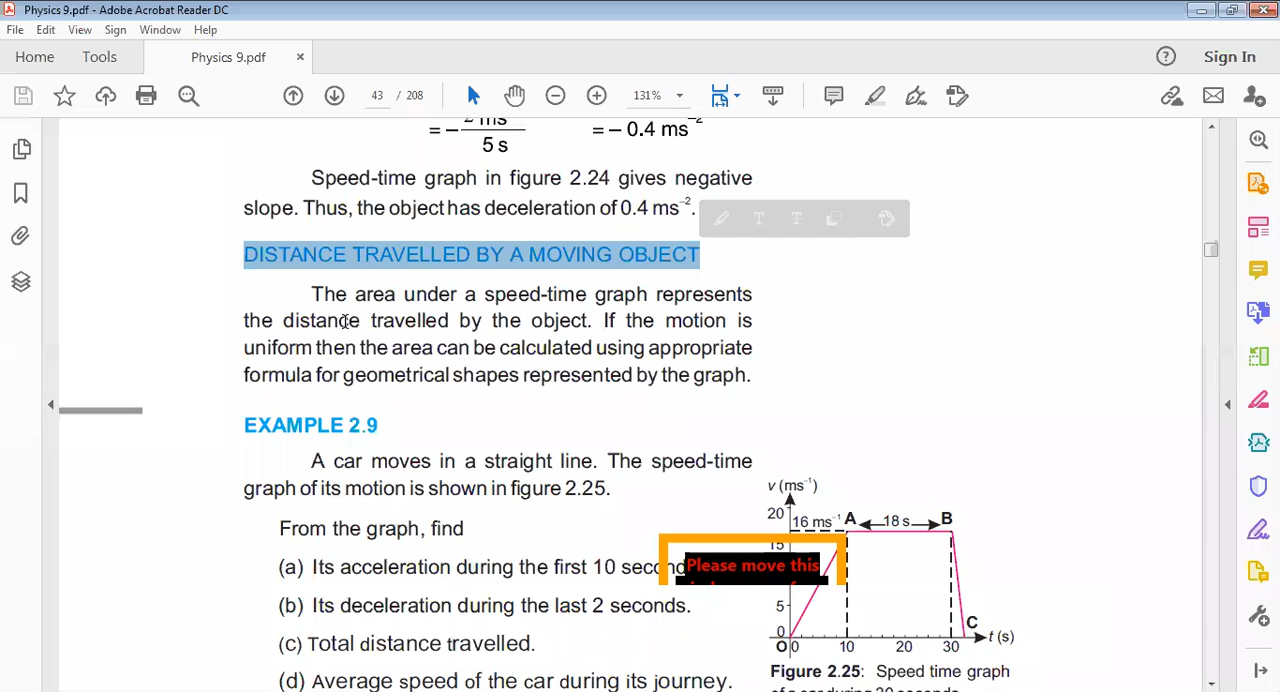 Physics 9.pdf - Adobe Acrobat Reader DC
File Edit View Sign Window Help
Home Tools Physics 9.pdf × ? Sign In
43 / 208 131%
= − 5 s = − 0.4 ms⁻²
Speed-time graph in figure 2.24 gives negative
slope. Thus, the object has deceleration of 0.4 ms⁻².
DISTANCE TRAVELLED BY A MOVING OBJECT
The area under a speed-time graph represents
the distance travelled by the object. If the motion is
uniform then the area can be calculated using appropriate
formula for geometrical shapes represented by the graph.
EXAMPLE 2.9
A car moves in a straight line. The speed-time
graph of its motion is shown in figure 2.25.
From the graph, find
(a) Its acceleration during the first 10 second
(b) Its deceleration during the last 2 seconds.
(c) Total distance travelled.
(d) Average speed of the car during its journey.
v (ms⁻¹)
20 16 ms⁻¹ A 18 s B
15
Please move this
5
0 C
O 0 10 20 30 t (s)
Figure 2.25: Speed time graph
of a car during 30 seconds